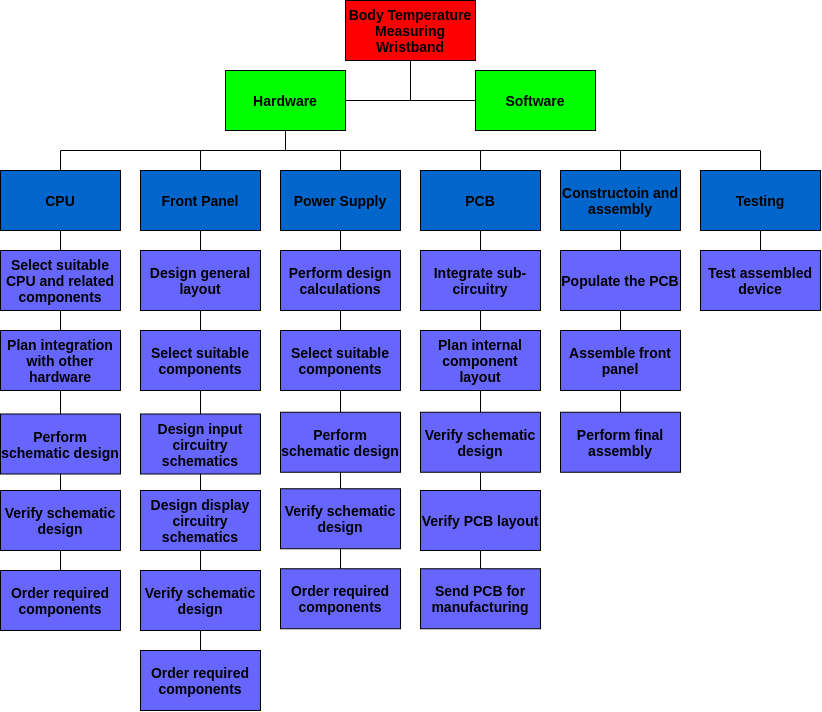 Body Temperature
Measuring
Wristband
Hardware
Software
CPU
Front Panel
Power Supply
PCB
Constructoin and
assembly
Testing
Select suitable
CPU and related
components
Design general
layout
Perform design
calculations
Integrate sub-
circuitry
Populate the PCB
Test assembled
device
Plan integration
with other
hardware
Select suitable
components
Select suitable
components
Plan internal
component
layout
Assemble front
panel
Perform
schematic design
Design input
circuitry
schematics
Perform
schematic design
Verify schematic
design
Perform final
assembly
Verify schematic
design
Design display
circuitry
schematics
Verify schematic
design
Verify PCB layout
Order required
components
Verify schematic
design
Order required
components
Send PCB for
manufacturing
Order required
components